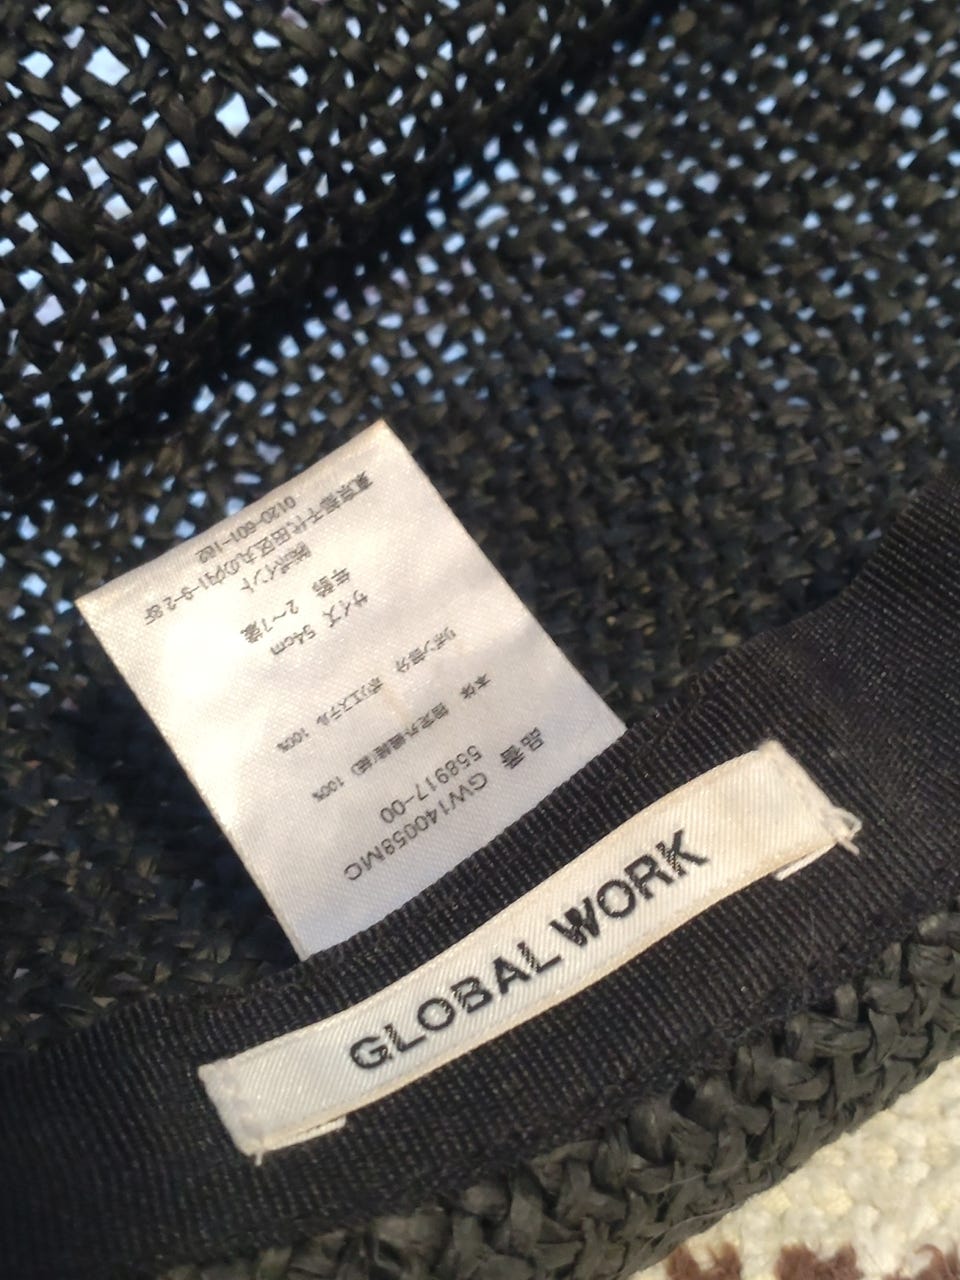 GLOBAL WORK
GW140058MC
558917-00
品番
本体 指定外繊維(紙) 100%
リボン部分 ポリエステル 100%
サイズ 54cm
年齢 2～7歳
㈱ポイント
東京都千代田区丸の内1-9-2 8F
0120-601-162